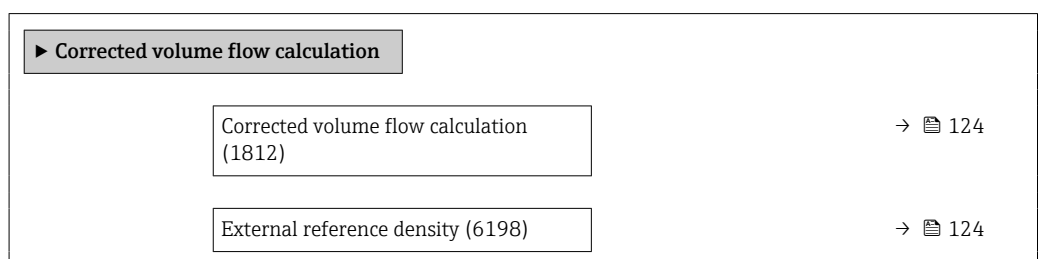 ▶ Corrected volume flow calculation
Corrected volume flow calculation → 124
(1812)
External reference density (6198) → 124